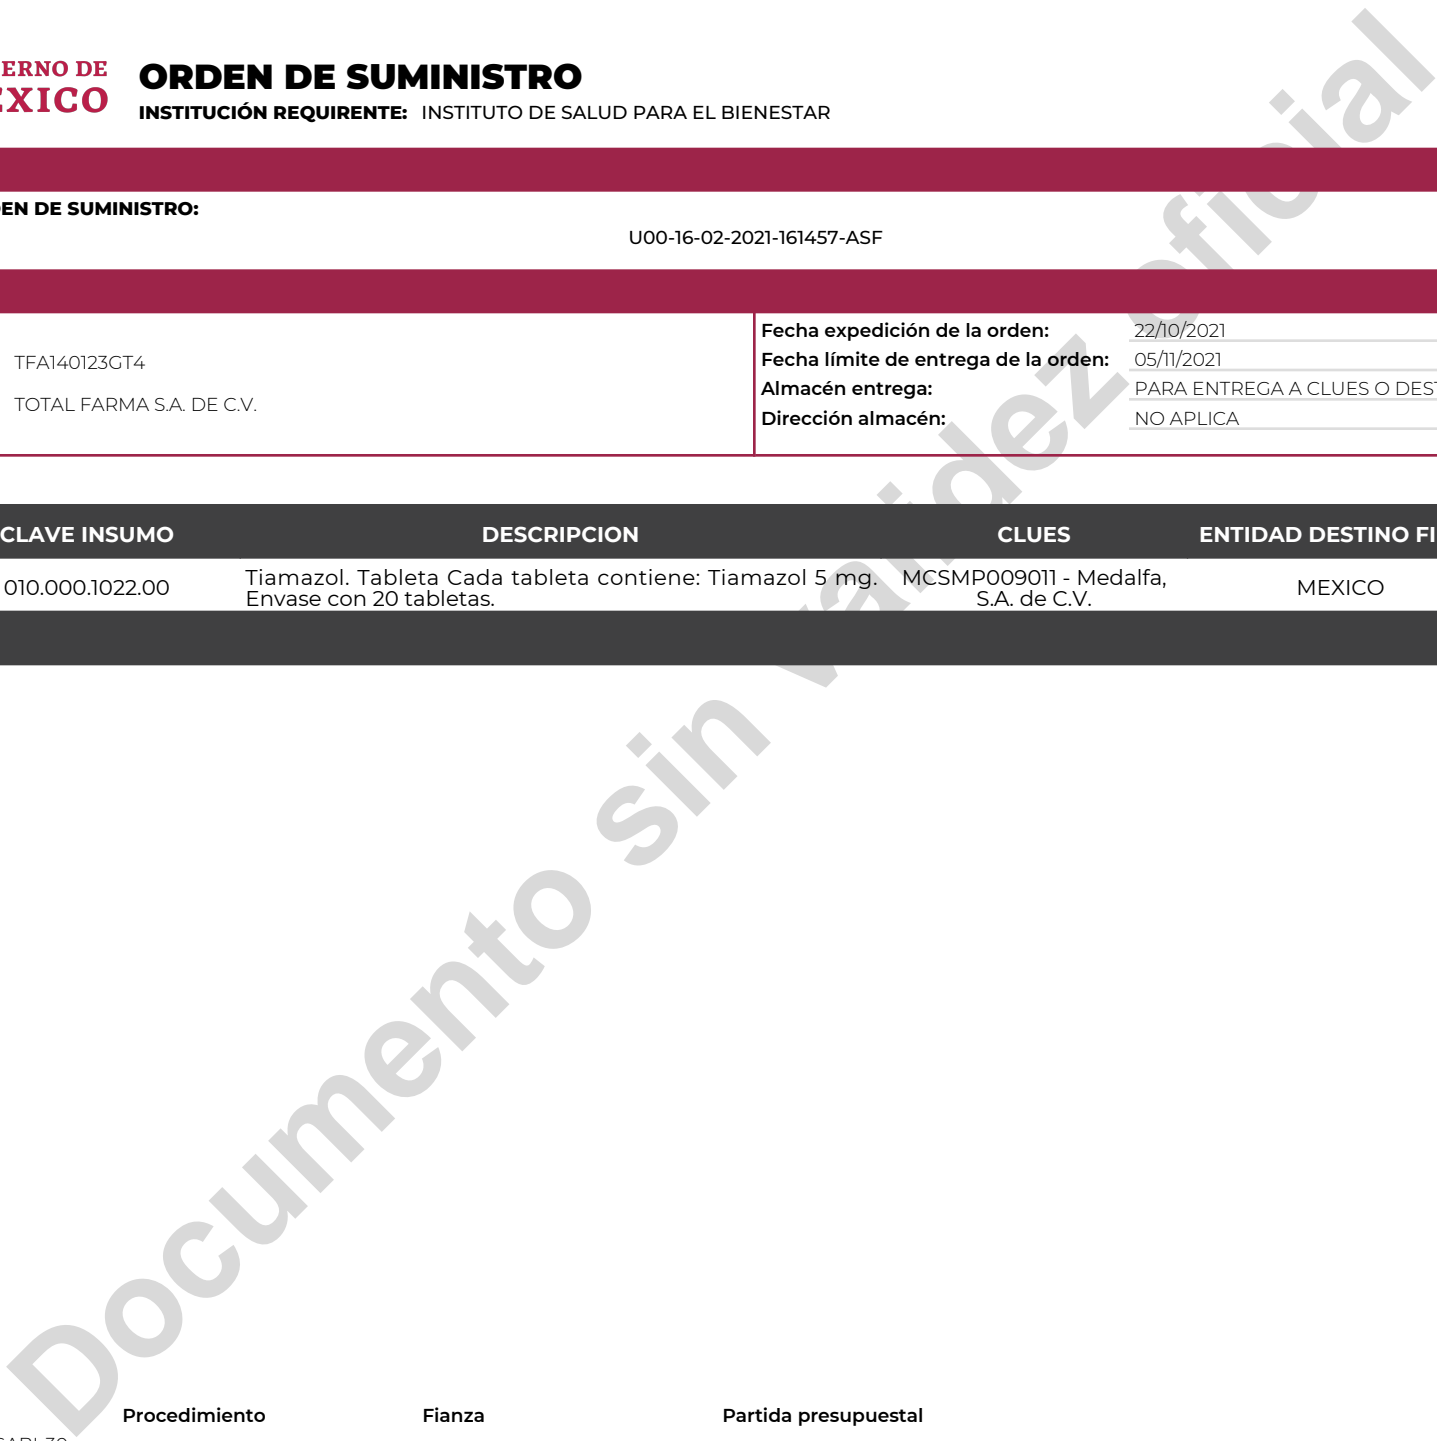 ERNO DE
XICO
ORDEN DE SUMINISTRO
INSTITUCIÓN REQUIRENTE: INSTITUTO DE SALUD PARA EL BIENESTAR
EN DE SUMINISTRO:
U00-16-02-2021-161457-ASF
TFA140123GT4
TOTAL FARMA S.A. DE C.V.
Fecha expedición de la orden: 22/10/2021
Fecha límite de entrega de la orden: 05/11/2021
Almacén entrega: PARA ENTREGA A CLUES O DEST
Dirección almacén: NO APLICA
CLAVE INSUMO DESCRIPCION CLUES ENTIDAD DESTINO FI
010.000.1022.00
Tiamazol. Tableta Cada tableta contiene: Tiamazol 5 mg.
Envase con 20 tabletas.
MCSMP009011 - Medalfa,
S.A. de C.V.
MEXICO
Documento sin validez oficial
Procedimiento Fianza Partida presupuestal